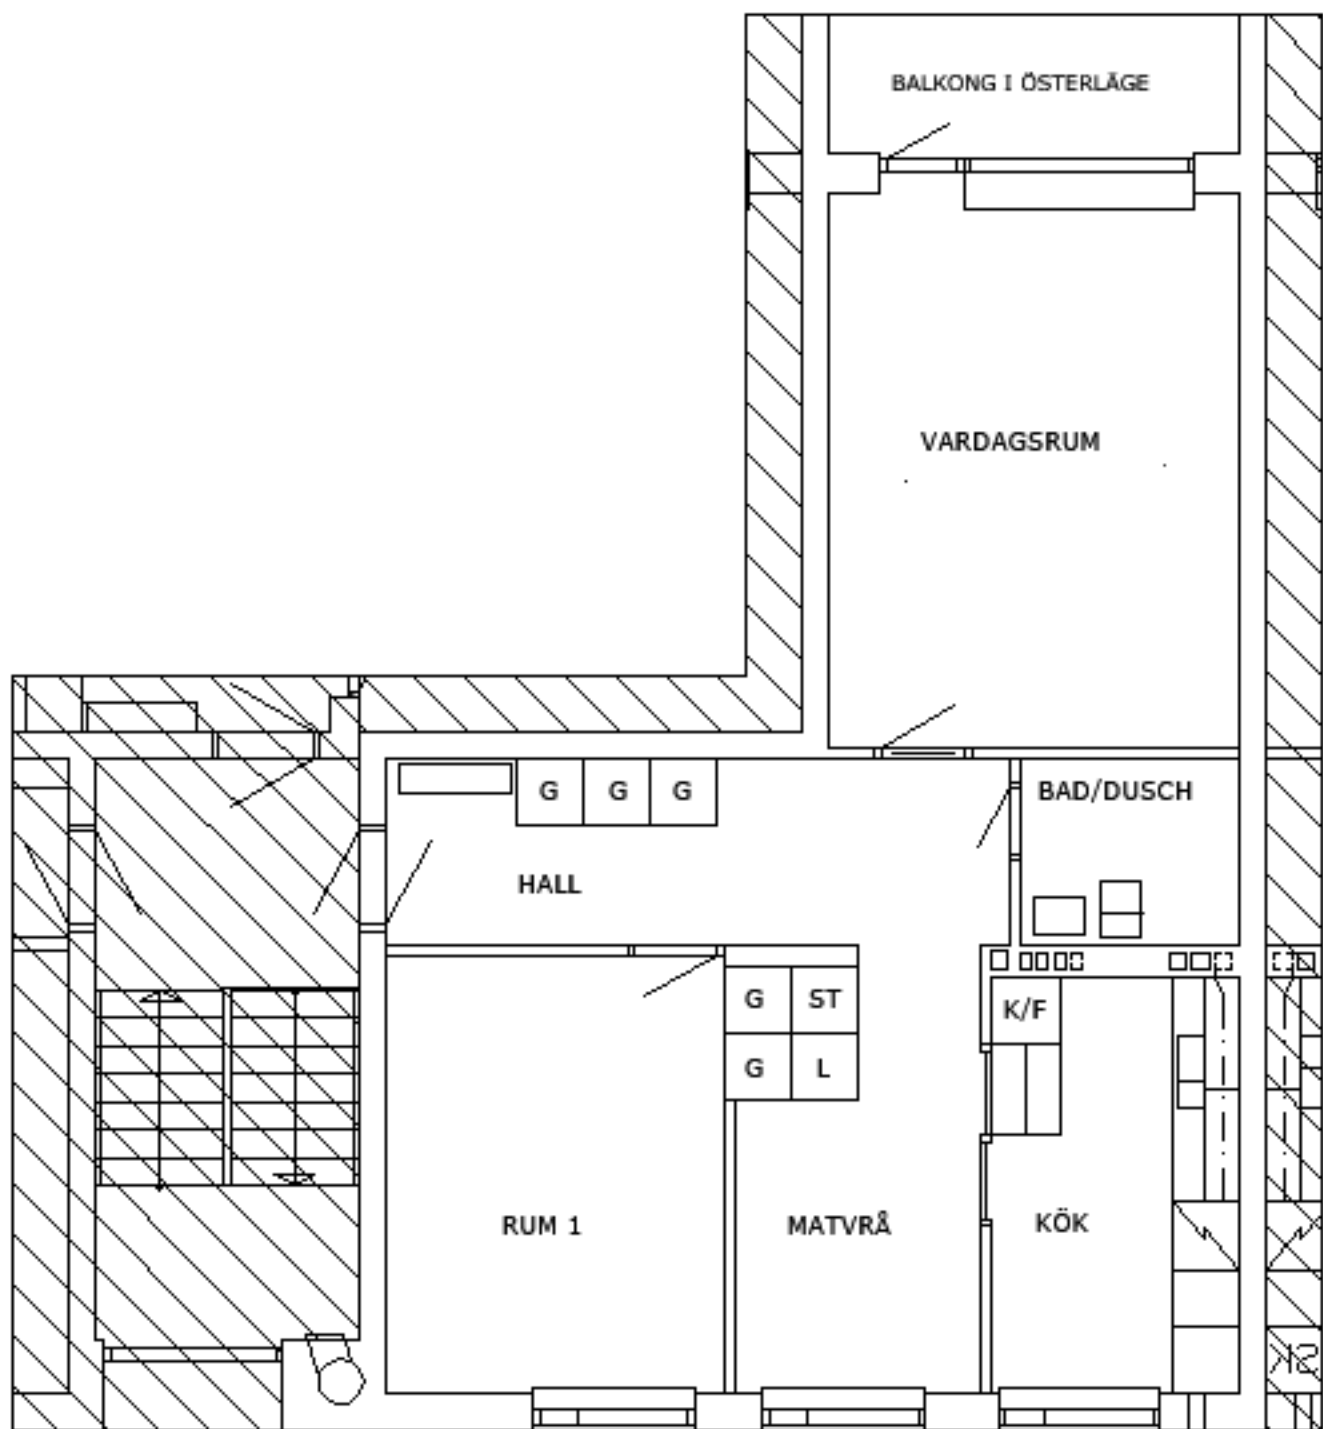 BALKONG I ÖSTERLÄGE
VARDAGSRUM
G G G
BAD/DUSCH
HALL
G ST
K/F
G L
RUM 1
MATVRÅ
KÖK